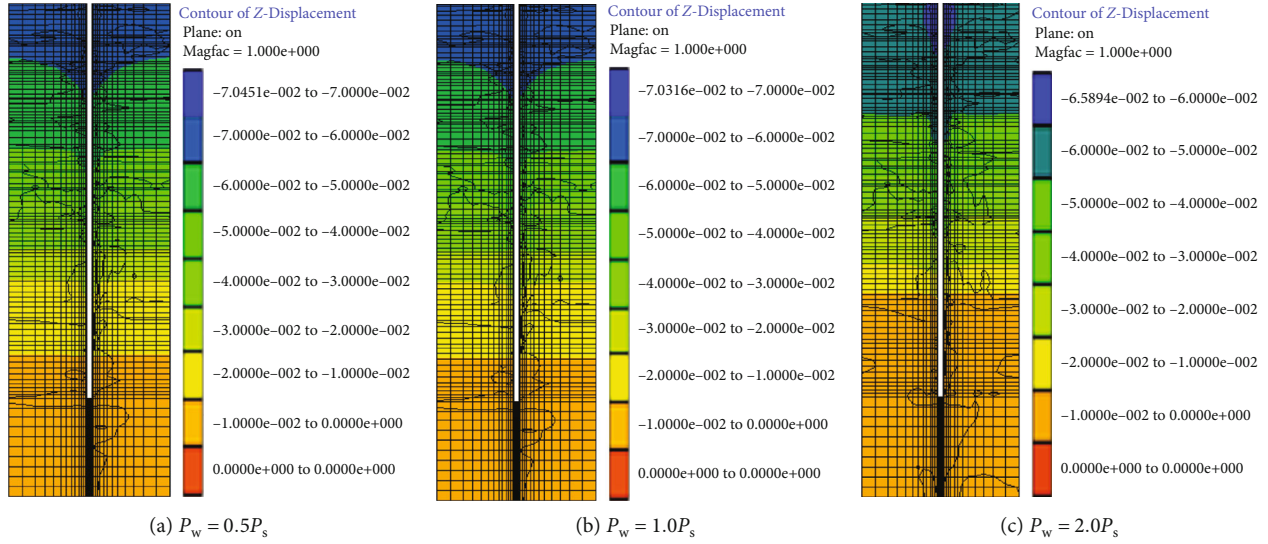 Contour of Z–Displacement
Plane: on
Magfac = 1.000e+000
–7.0451e–002 to –7.0000e–002
–7.0000e–002 to –6.0000e–002
–6.0000e–002 to –5.0000e–002
–5.0000e–002 to –4.0000e–002
–4.0000e–002 to –3.0000e–002
–3.0000e–002 to –2.0000e–002
–2.0000e–002 to –1.0000e–002
–1.0000e–002 to 0.0000e+000
0.0000e+000 to 0.0000e+000
(a) Pw = 0.5Ps
Contour of Z–Displacement
Plane: on
Magfac = 1.000e+000
–7.0316e–002 to –7.0000e–002
–7.0000e–002 to –6.0000e–002
–6.0000e–002 to –5.0000e–002
–5.0000e–002 to –4.0000e–002
–4.0000e–002 to –3.0000e–002
–3.0000e–002 to –2.0000e–002
–2.0000e–002 to –1.0000e–002
–1.0000e–002 to 0.0000e+000
0.0000e+000 to 0.0000e+000
(b) Pw = 1.0Ps
Contour of Z–Displacement
Plane: on
Magfac = 1.000e+000
–6.5894e–002 to –6.0000e–002
–6.0000e–002 to –5.0000e–002
–5.0000e–002 to –4.0000e–002
–4.0000e–002 to –3.0000e–002
–3.0000e–002 to –2.0000e–002
–2.0000e–002 to –1.0000e–002
–1.0000e–002 to 0.0000e+000
0.0000e+000 to 0.0000e+000
(c) Pw = 2.0Ps